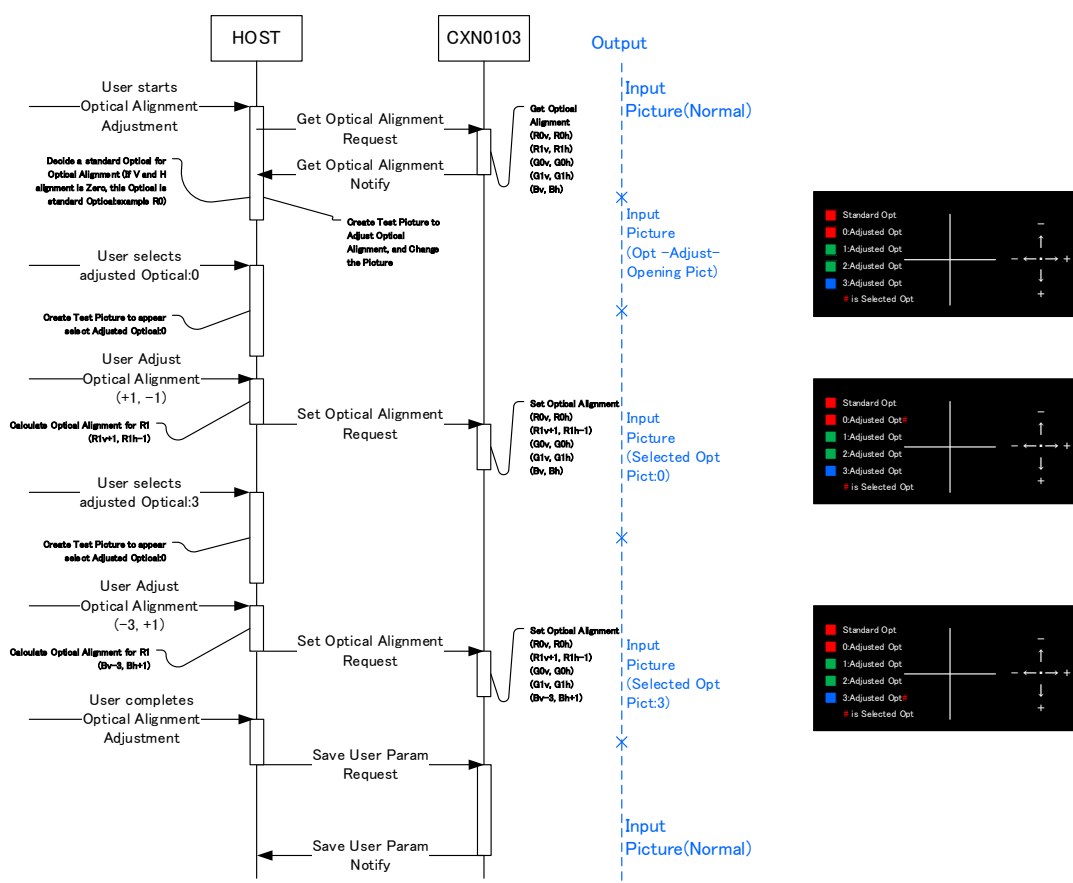 HOST
CXN0103
Output
User starts
Optical Alignment
Adjustment
Get Optical Alignment
Request
Get Optical
Alignment
(R0v, R0h)
(R1v, R1h)
(G0v, G0h)
(G1v, G1h)
(Bv, Bh)
Input
Picture(Normal)
Decide a standard Optical for
Optical Alignment (If V and H
alignment is Zero, this Optical is
standard Optical:example R0)
Get Optical Alignment
Notify
Create Test Picture to
Adjust Optical
Alignment, and Change
the Picture
Input
Picture
(Opt -Adjust-
Opening Pict)
Standard Opt
0:Adjusted Opt
1:Adjusted Opt
2:Adjusted Opt
3:Adjusted Opt
# is Selected Opt
−
− ←・→ +
+
User selects
adjusted Optical:0
Create Test Picture to appear
select Adjusted Optical:0
User Adjust
Optical Alignment
(+1, −1)
Calculate Optical Alignment for R1
(R1v+1, R1h−1)
Set Optical Alignment
Request
Set Optical Alignment
(R0v, R0h)
(R1v+1, R1h−1)
(G0v, G0h)
(G1v, G1h)
(Bv, Bh)
Input
Picture
(Selected Opt
Pict:0)
Standard Opt
0:Adjusted Opt#
1:Adjusted Opt
2:Adjusted Opt
3:Adjusted Opt
# is Selected Opt
−
− ←・→ +
+
User selects
adjusted Optical:3
Create Test Picture to appear
select Adjusted Optical:0
User Adjust
Optical Alignment
(−3, +1)
Calculate Optical Alignment for R1
(Bv−3, Bh+1)
Set Optical Alignment
Request
Set Optical Alignment
(R0v, R0h)
(R1v+1, R1h−1)
(G0v, G0h)
(G1v, G1h)
(Bv−3, Bh+1)
Input
Picture
(Selected Opt
Pict:3)
Standard Opt
0:Adjusted Opt
1:Adjusted Opt
2:Adjusted Opt
3:Adjusted Opt#
# is Selected Opt
−
− ←・→ +
+
User completes
Optical Alignment
Adjustment
Save User Param
Request
Save User Param
Notify
Input
Picture(Normal)